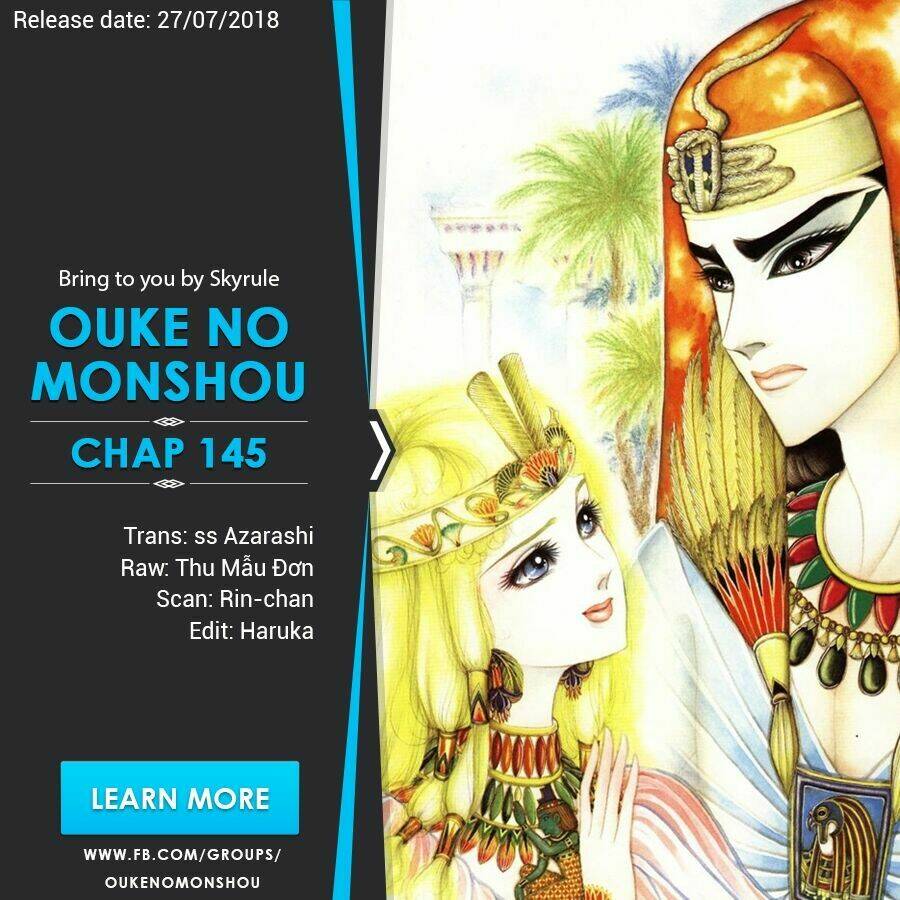 Release date: 27/07/2018
Bring to you by Skyrule
OUKE NO
MONSHOU
CHAP 145
Trans: ss Azarashi
Raw: Thu Mẫu Đơn
Scan: Rin-chan
Edit: Haruka
LEARN MORE
WWW.FB.COM/GROUPS/
OUKENOMONSHOU